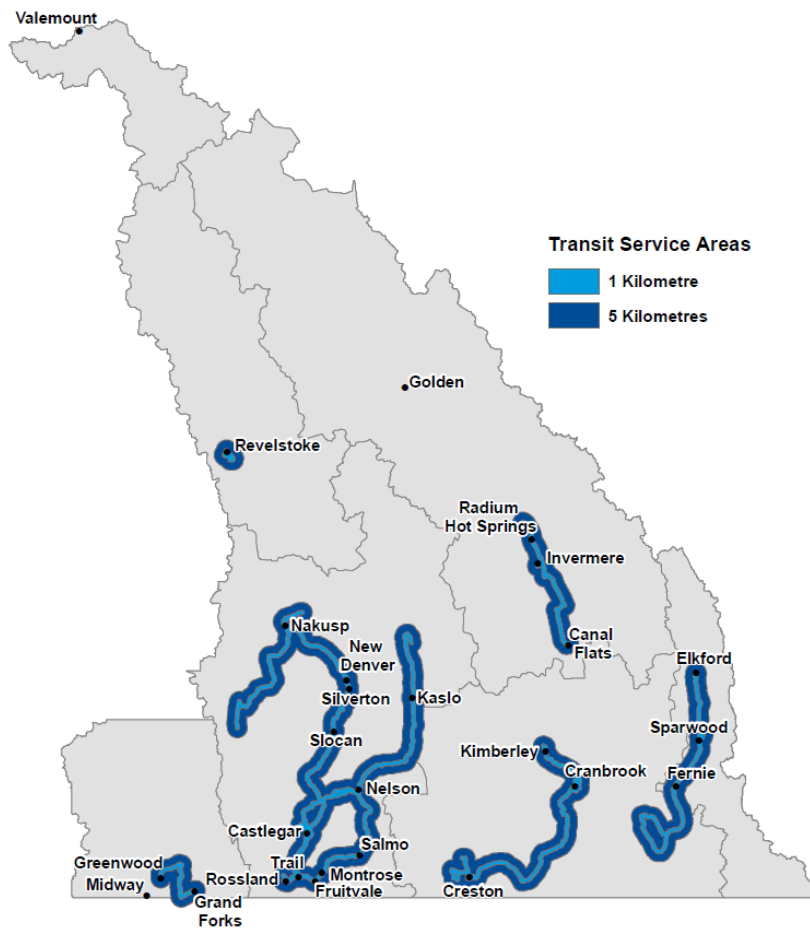 Valemount
Transit Service Areas
1 Kilometre
5 Kilometres
Golden
Revelstoke
Radium
Hot Springs
Invermere
Nakusp
New
Denver
Canal
Flats
Elkford
Silverton
Kaslo
Slocan
Sparwood
Kimberley
Cranbrook
Fernie
Nelson
Castlegar
Salmo
Greenwood
Trail
Midway
Rossland
Montrose
Fruitvale
Creston
Grand
Forks